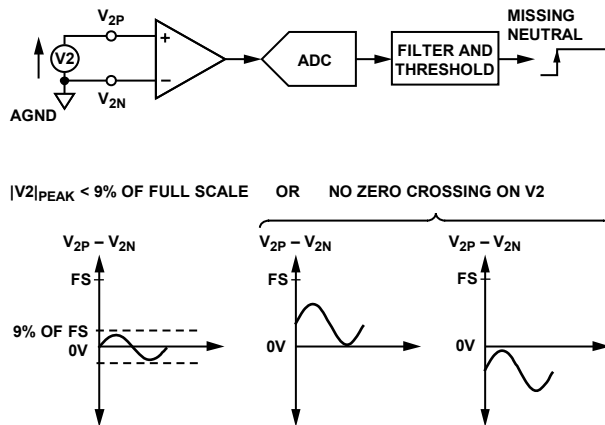 V2P
V2
+
−
V2N
AGND
ADC
FILTER AND
THRESHOLD
MISSING
NEUTRAL
|V2|PEAK < 9% OF FULL SCALE OR NO ZERO CROSSING ON V2
V2P – V2N
FS
9% OF FS
0V
V2P – V2N
FS
0V
V2P – V2N
FS
0V